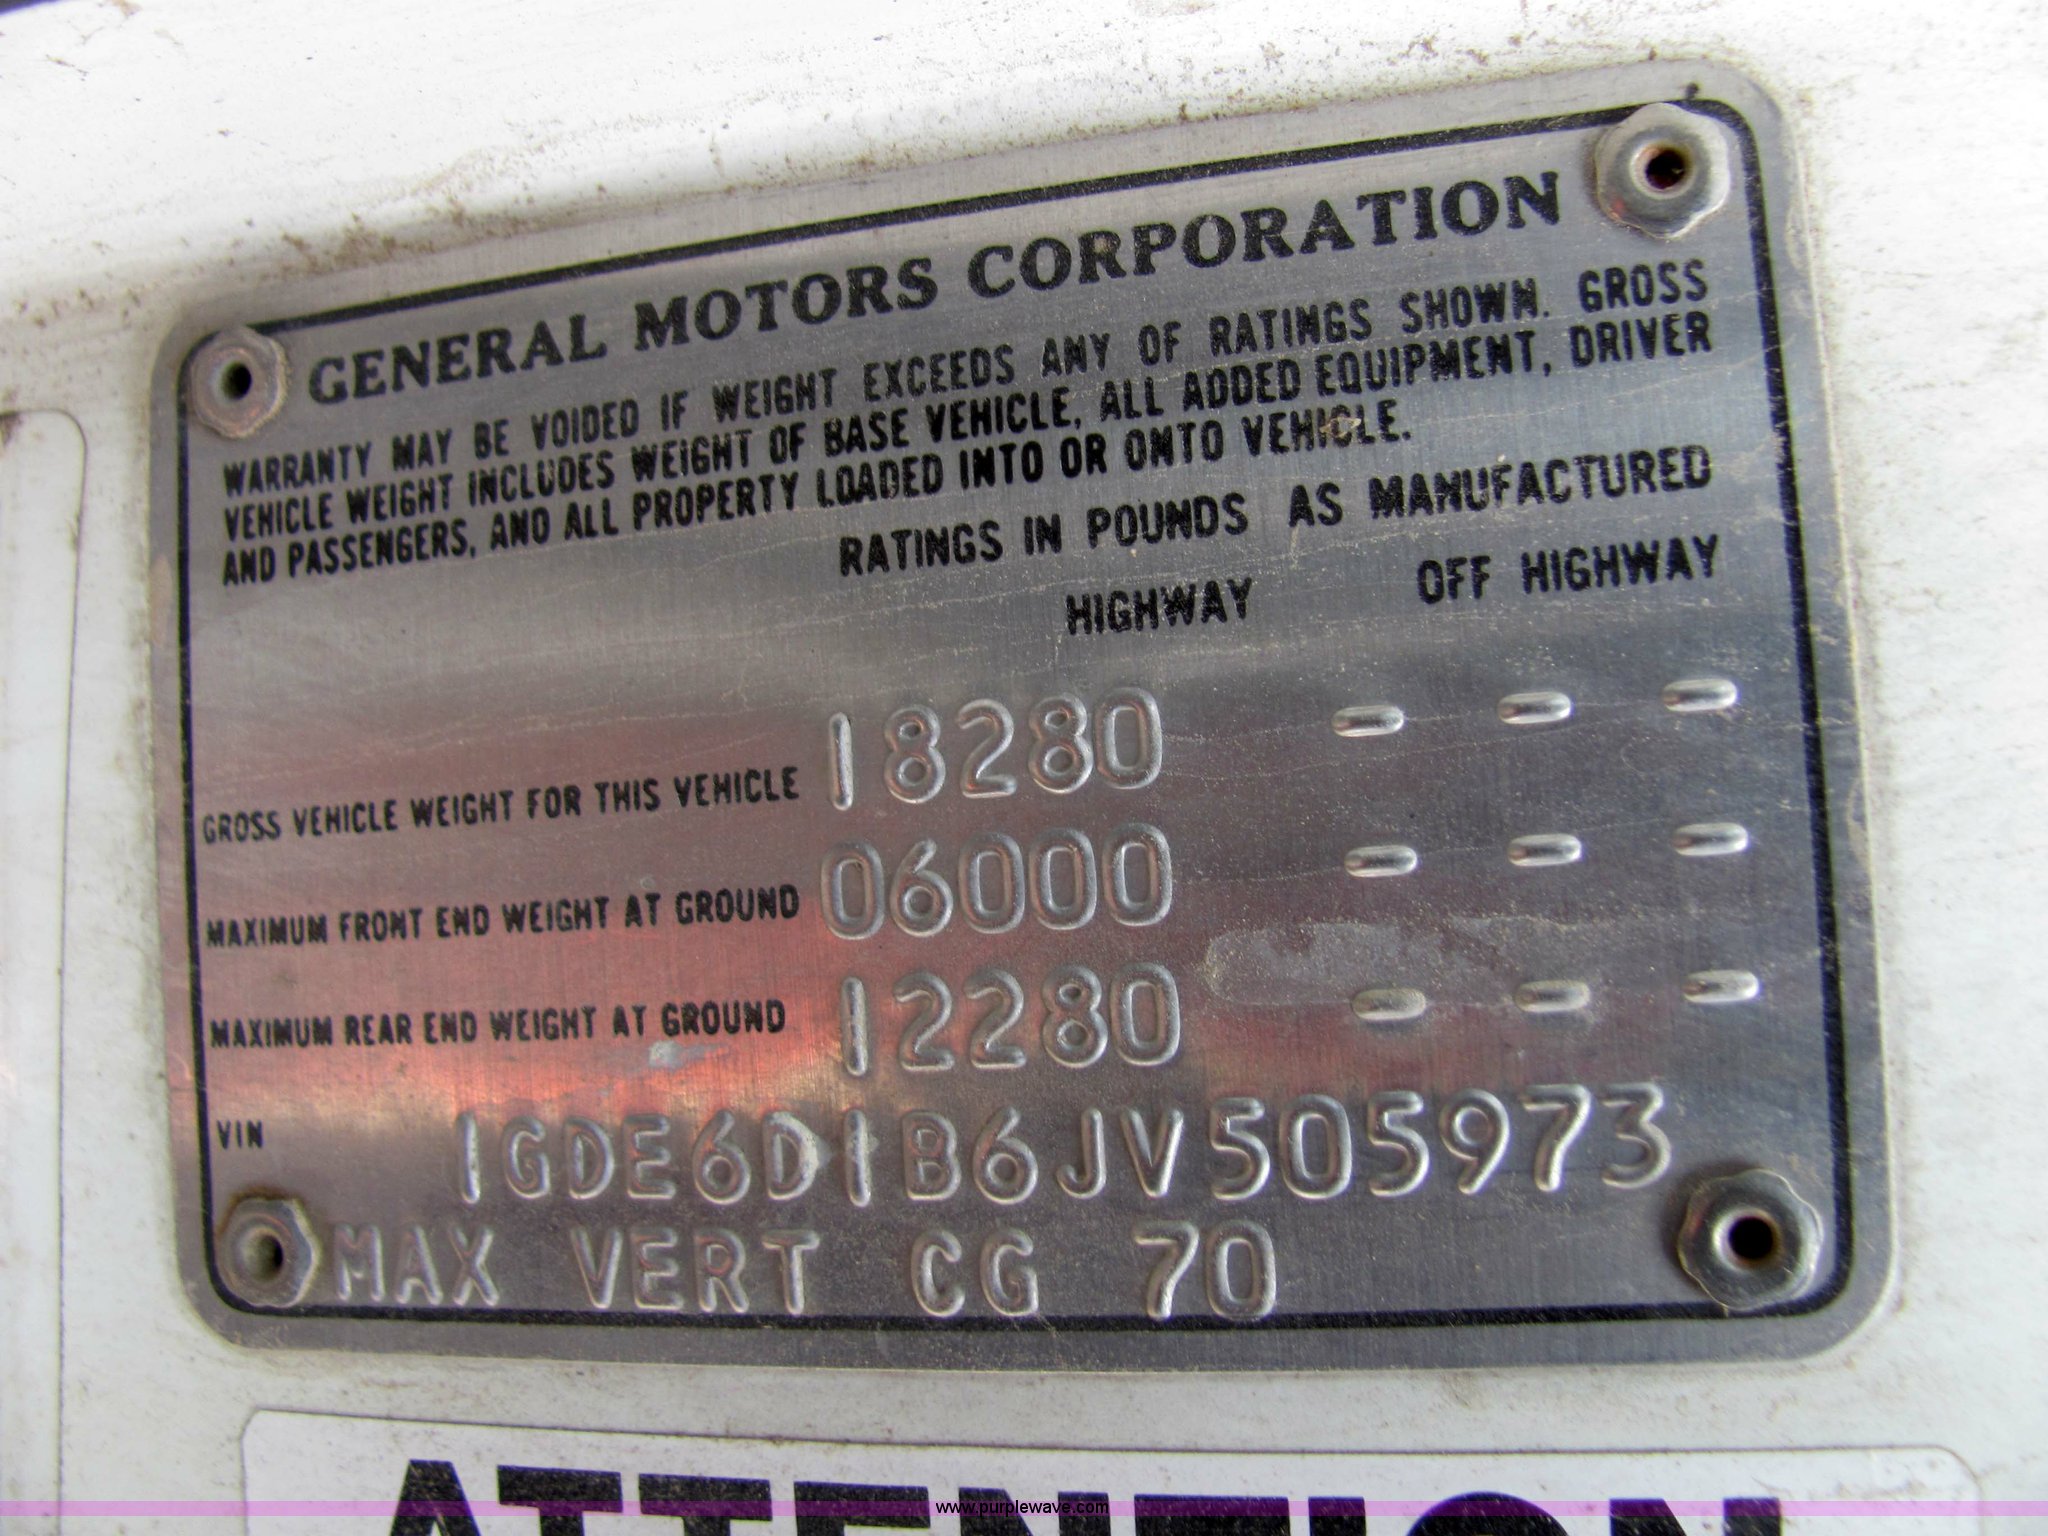 GENERAL MOTORS CORPORATION
WARRANTY MAY BE VOIDED IF WEIGHT EXCEEDS ANY OF RATINGS SHOWN. GROSS
VEHICLE WEIGHT INCLUDES WEIGHT OF BASE VEHICLE, ALL ADDED EQUIPMENT, DRIVER
AND PASSENGERS, AND ALL PROPERTY LOADED INTO OR ONTO VEHICLE.
RATINGS IN POUNDS AS MANUFACTURED
HIGHWAY OFF HIGHWAY
GROSS VEHICLE WEIGHT FOR THIS VEHICLE 18280 - - -
MAXIMUM FRONT END WEIGHT AT GROUND 06000 - - -
MAXIMUM REAR END WEIGHT AT GROUND 12280 - - -
VIN 1GDE6D1B6JV505973
MAX VERT CG 70
ATTENTION
www.purplewave.com